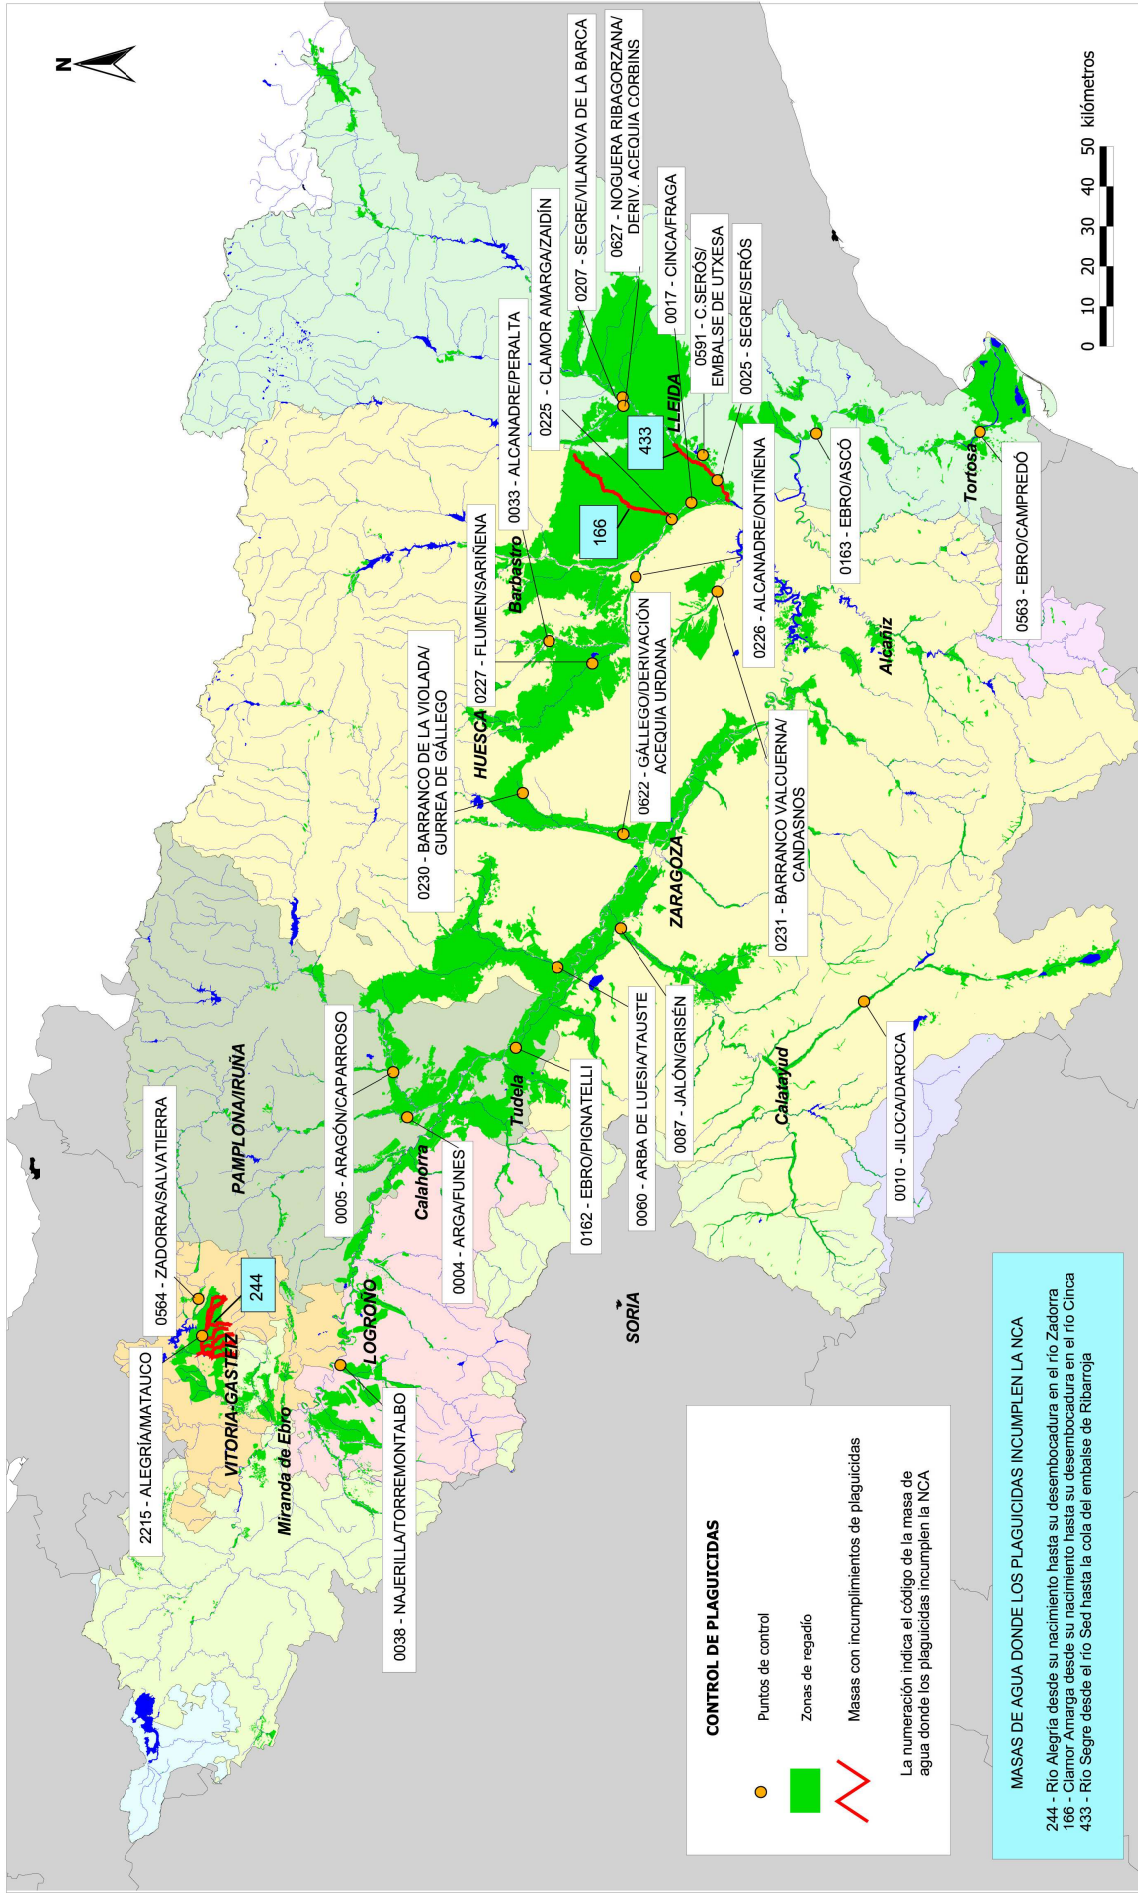 N
2215 - ALEGRÍA/MATAUCO
0564 - ZADORRA/SALVATIERRA
244
VITORIA-GASTEIZ
PAMPLONA/IRUÑA
Miranda de Ebro
LOGROÑO
0038 - NAJERILLA/TORREMONTALBO
0005 - ARAGÓN/CAPARROSO
Calahorra
0004 - ARGA/FUNES
Tudela
0162 - EBRO/PIGNATELLI
0060 - ARBA DE LUESIA/TAUSTE
0087 - JALÓN/GRISÉN
SORIA
0230 - BARRANCO DE LA VIOLADA/
GURREA DE GÁLLEGO
HUESCA
0227 - FLUMEN/SARIÑENA
Barbastro
0033 - ALCANADRE/PERALTA
0225 - CLAMOR AMARGA/ZAIDÍN
0207 - SEGRE/VILANOVA DE LA BARCA
0627 - NOGUERA RIBAGORZANA/
DERIV. ACEQUIA CORBINS
0017 - CINCA/FRAGA
0591 - C.SERÓS/
EMBALSE DE UTXESA
0025 - SEGRE/SERÓS
166
433
LLEIDA
0622 - GÁLLEGO/DERIVACIÓN
ACEQUIA URDANA
ZARAGOZA
0226 - ALCANADRE/ONTIÑENA
0231 - BARRANCO VALCUERNA/
CANDASNOS
0163 - EBRO/ASCÓ
Alcañiz
Tortosa
0563 - EBRO/CAMPREDÓ
Calatayud
0010 - JILOCA/DAROCA
0 10 20 30 40 50 kilómetros
CONTROL DE PLAGUICIDAS
Puntos de control
Zonas de regadío
Masas con incumplimientos de plaguicidas
La numeración indica el código de la masa de
agua donde los plaguicidas incumplen la NCA
MASAS DE AGUA DONDE LOS PLAGUICIDAS INCUMPLEN LA NCA
244 - Río Alegría desde su nacimiento hasta su desembocadura en el río Zadorra
166 - Clamor Amarga desde su nacimiento hasta su desembocadura en el río Cinca
433 - Río Segre desde el río Sed hasta la cola del embalse de Ribarroja